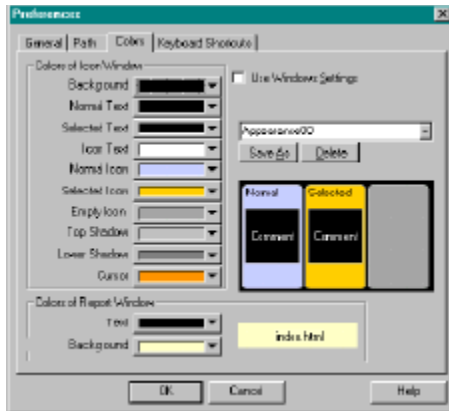 Preferences
General Path Colors Keyboard Shortcuts
Colors of Icon Window
Background
Normal Text
Selected Text
Icon Text
Normal Icon
Selected Icon
Empty Icon
Top Shadow
Lower Shadow
Cursor
Use Windows Settings
Appearance00
Save As Delete
Normal Selected
Comment Comment
Colors of Report Window
Text
Background
index.html
OK Cancel Help